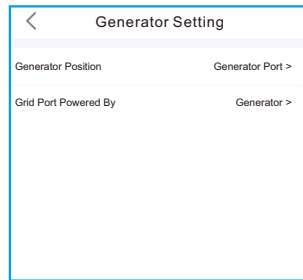 Generator Setting
Generator Position Generator Port >
Grid Port Powered By Generator >